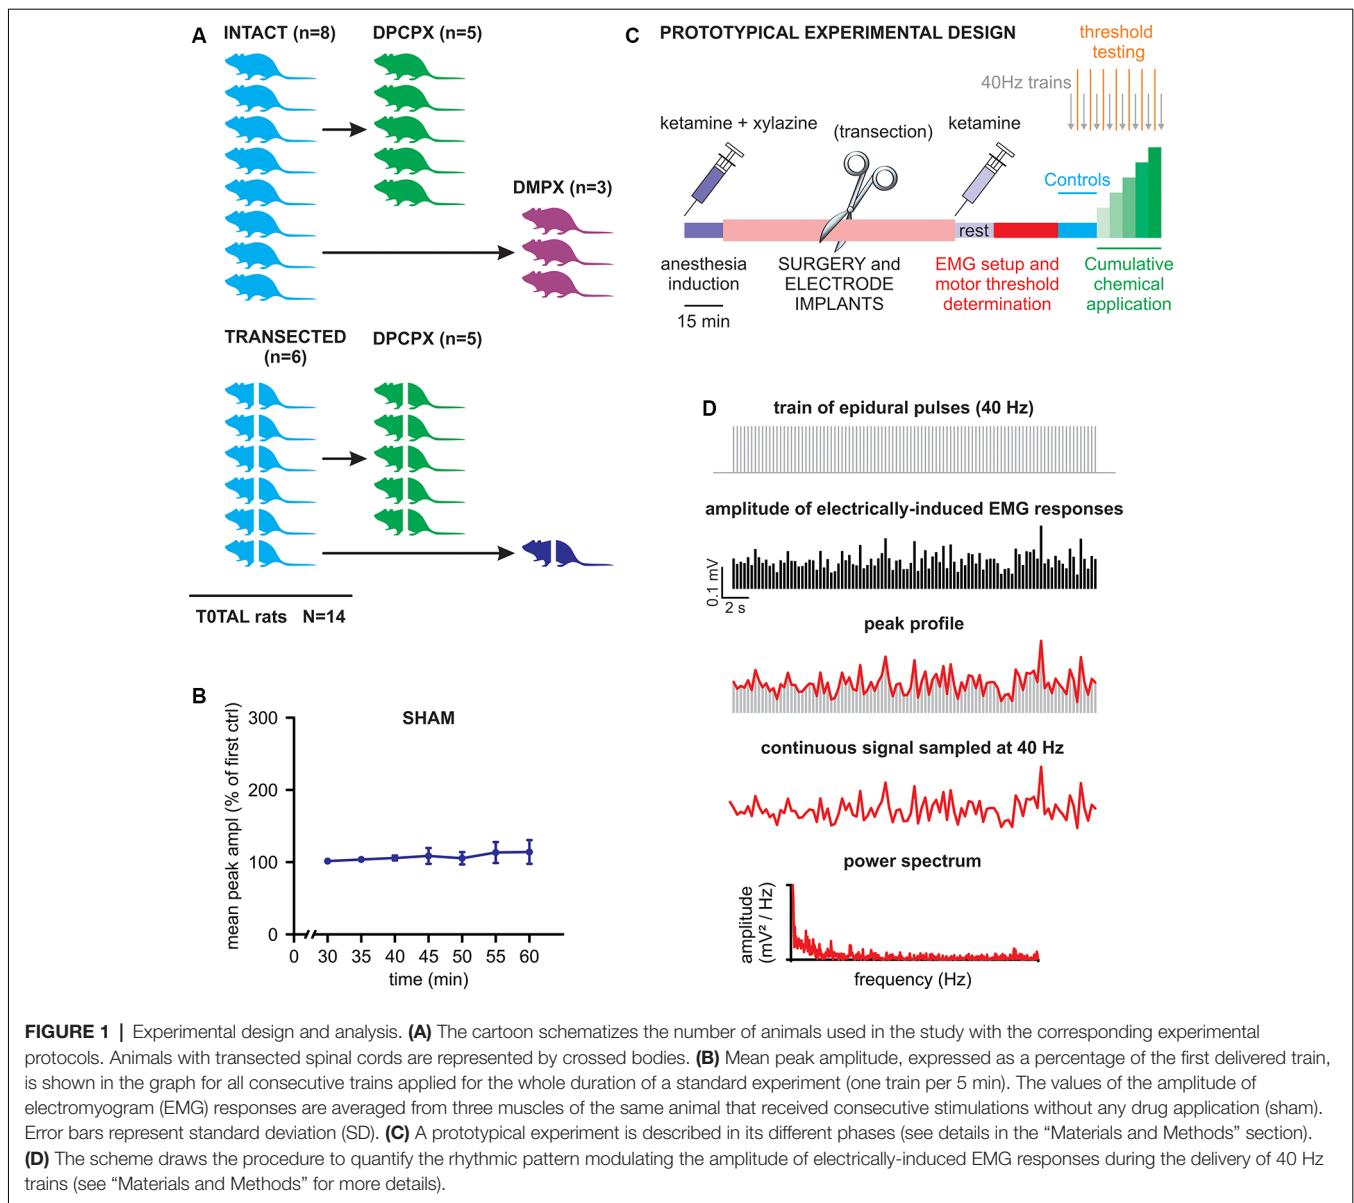 A
INTACT (n=8)
DPCPX (n=5)
DMPX (n=3)
TRANSECTED
(n=6)
DPCPX (n=5)
T0TAL rats N=14
B
SHAM
mean peak ampl (% of first ctrl)
300
200
100
0
0 30 35 40 45 50 55 60
time (min)
C
PROTOTYPICAL EXPERIMENTAL DESIGN
threshold
testing
40Hz trains
ketamine + xylazine
(transection)
ketamine
Controls
rest
anesthesia
induction
15 min
SURGERY and
ELECTRODE
IMPLANTS
EMG setup and
motor threshold
determination
Cumulative
chemical
application
D
train of epidural pulses (40 Hz)
amplitude of electrically-induced EMG responses
0.1 mV
2 s
peak profile
continuous signal sampled at 40 Hz
power spectrum
amplitude
(mV² / Hz)
frequency (Hz)
FIGURE 1 | Experimental design and analysis. (A) The cartoon schematizes the number of animals used in the study with the corresponding experimental
protocols. Animals with transected spinal cords are represented by crossed bodies. (B) Mean peak amplitude, expressed as a percentage of the first delivered train,
is shown in the graph for all consecutive trains applied for the whole duration of a standard experiment (one train per 5 min). The values of the amplitude of
electromyogram (EMG) responses are averaged from three muscles of the same animal that received consecutive stimulations without any drug application (sham).
Error bars represent standard deviation (SD). (C) A prototypical experiment is described in its different phases (see details in the “Materials and Methods” section).
(D) The scheme draws the procedure to quantify the rhythmic pattern modulating the amplitude of electrically-induced EMG responses during the delivery of 40 Hz
trains (see “Materials and Methods” for more details).